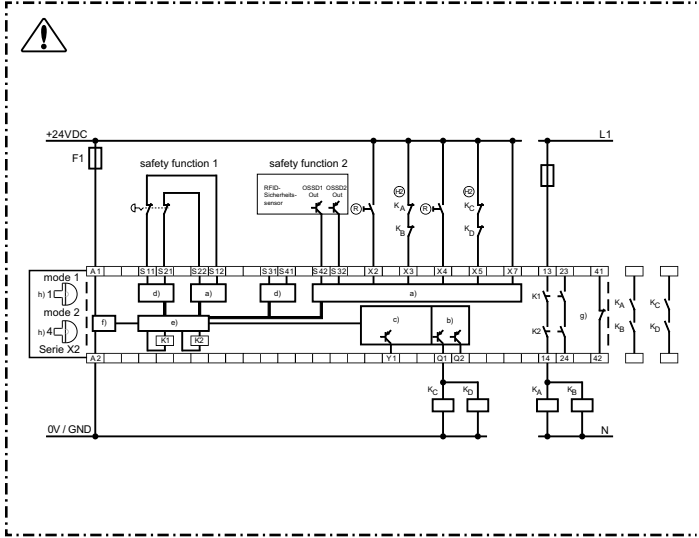 +24VDC
L1
F1
safety function 1
safety function 2
RFID-
Sicherheits-
sensor
OSSD1
Out
OSSD2
Out
R
H2
KA
KB
R
H2
KC
KD
A1
S11
S21
S22
S12
S31
S41
S42
S32
X2
X3
X4
X5
X7
13
23
41
mode 1
h) 1
mode 2
h) 4
Serie X2
d)
a)
d)
a)
f)
e)
K1
K2
c)
b)
K1
K2
g)
KA
KB
KC
KD
A2
Y1
Q1
Q2
14
24
42
KC
KD
KA
KB
0V / GND
N